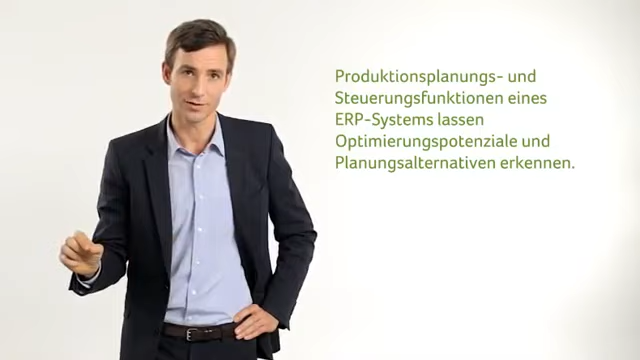 Produktionsplanungs- und
Steuerungsfunktionen eines
ERP-Systems lassen
Optimierungspotenziale und
Planungsalternativen erkennen.